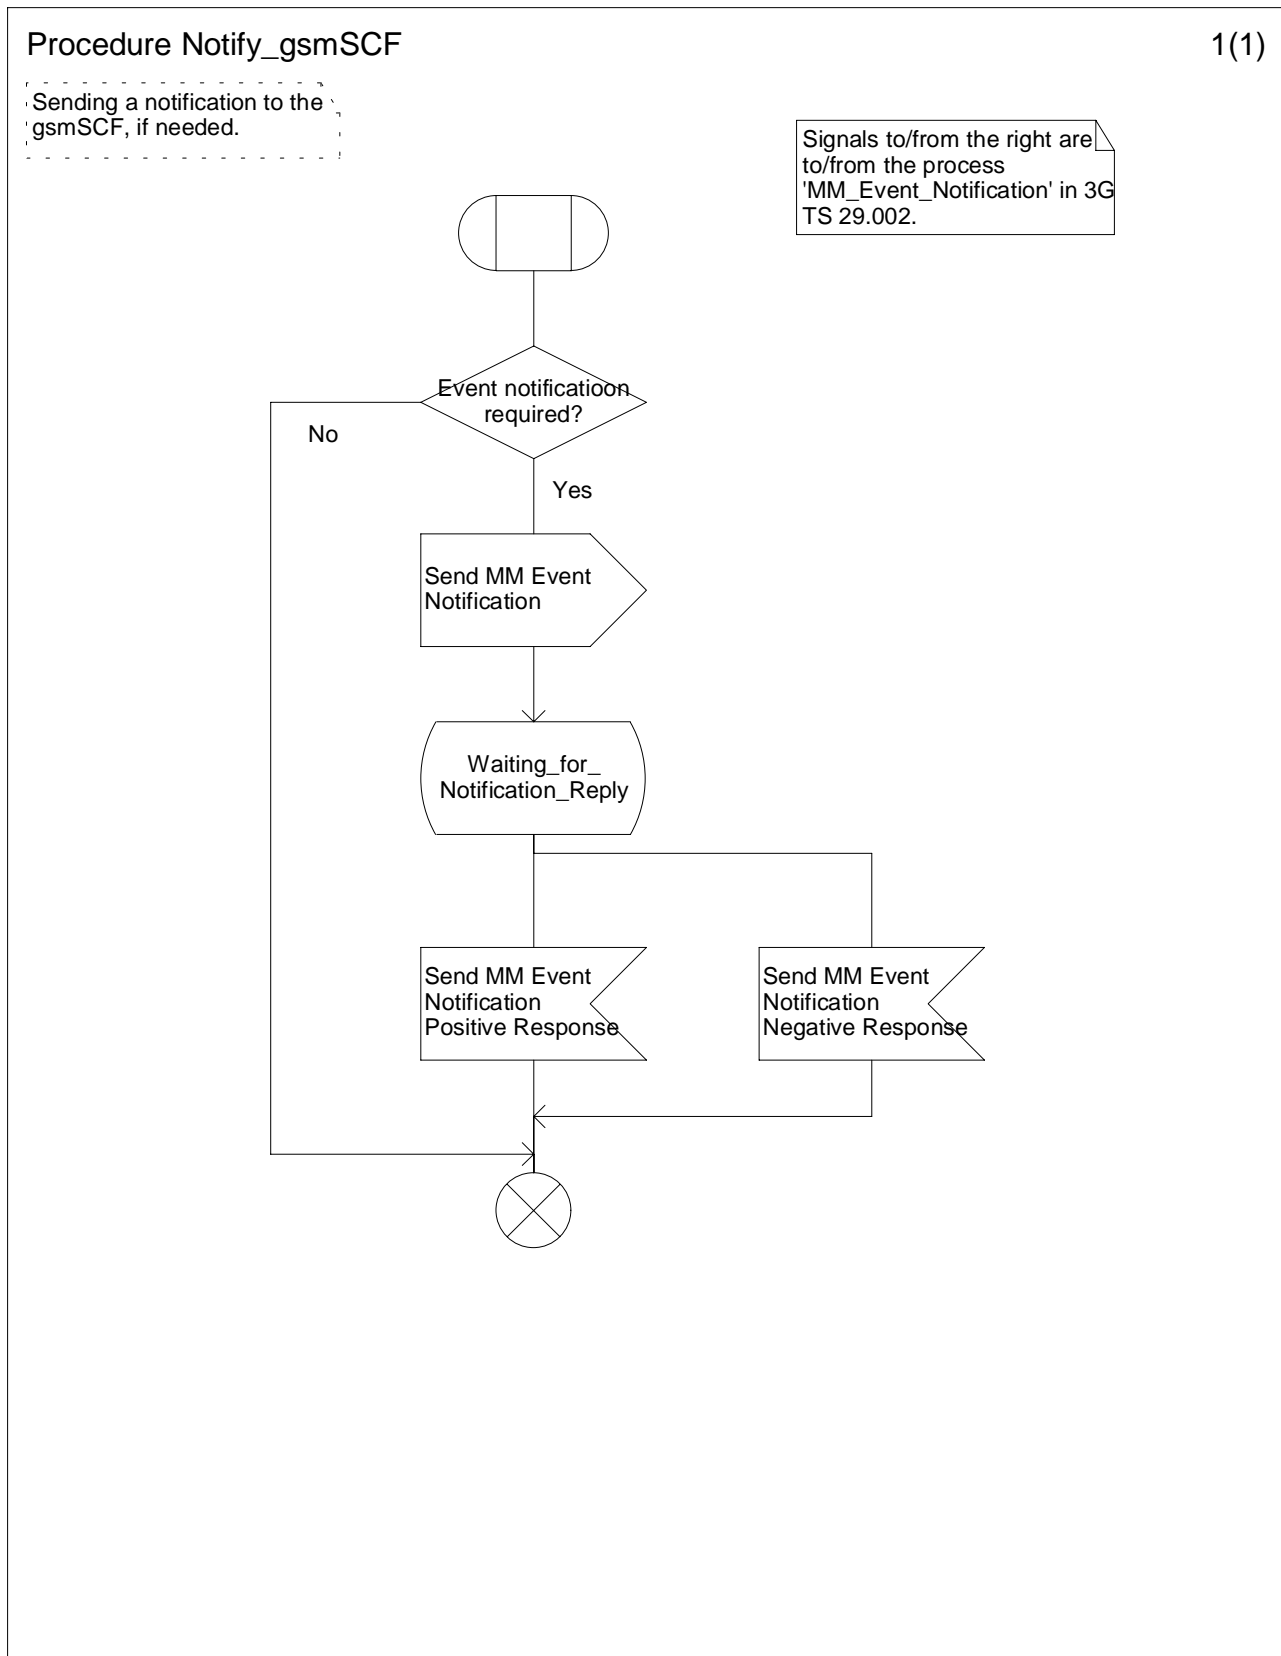 Procedure Notify_gsmSCF
1(1)
Sending a notification to the
gsmSCF, if needed.
Signals to/from the right are
to/from the process
'MM_Event_Notification' in 3G
TS 29.002.
Event notificatioon
required?
No
Yes
Send MM Event
Notification
Waiting_for_
Notification_Reply
Send MM Event
Notification
Positive Response
Send MM Event
Notification
Negative Response